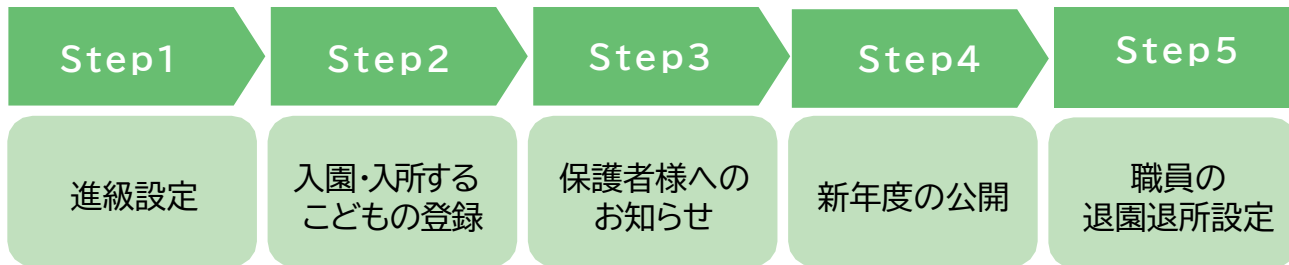 Step1
Step2
Step3
Step4
Step5
進級設定
入園・入所する
こどもの登録
保護者様への
お知らせ
新年度の公開
職員の
退園退所設定